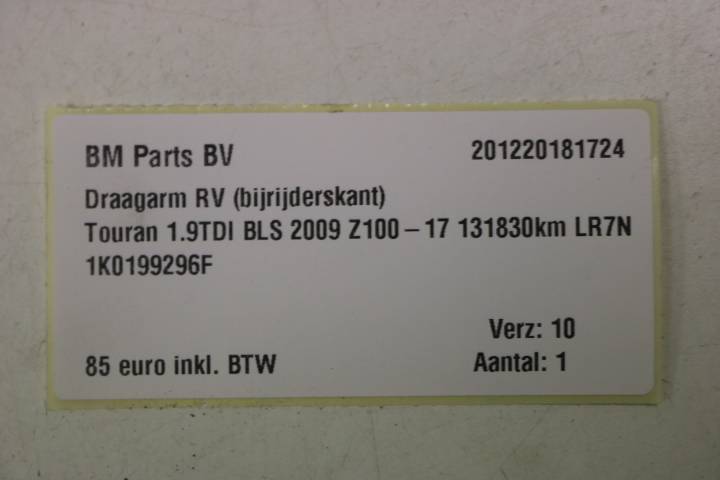 BM Parts BV 201220181724
Draagarm RV (bijrijderskant)
Touran 1.9TDI BLS 2009 Z100 – 17 131830km LR7N
1K0199296F
Verz: 10
85 euro inkl. BTW Aantal: 1